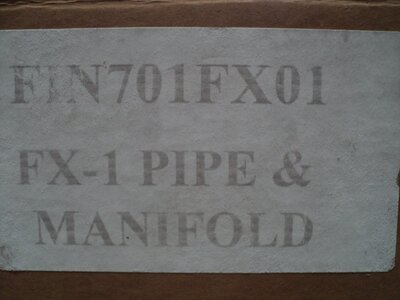 FIN701FX01
FX-1 PIPE &
MANIFOLD